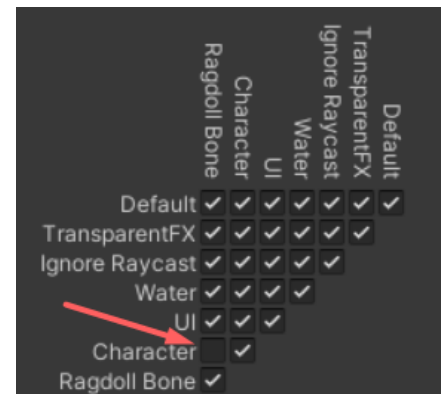 Ragdoll Bone
Character
UI
Water
Ignore Raycast
TransparentFX
Default
Default
TransparentFX
Ignore Raycast
Water
UI
Character
Ragdoll Bone